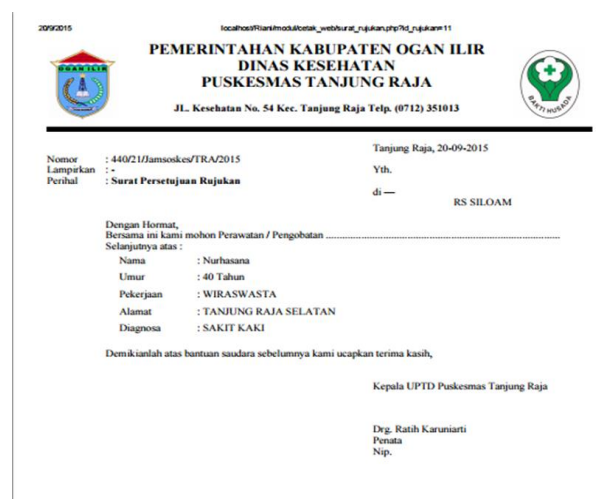 20/9/2015
localhost/Riani/modul/cetak_web/surat_rujukan.php?id_rujukan=11
PEMERINTAHAN KABUPATEN OGAN ILIR
DINAS KESEHATAN
PUSKESMAS TANJUNG RAJA
JL. Kesehatan No. 54 Kec. Tanjung Raja Telp. (0712) 351013
OGAN ILIR
BAKTI HUSADA
Tanjung Raja, 20-09-2015
Nomor : 440/21/Jamsoskes/TRA/2015
Lampirkan : -
Perihal : Surat Persetujuan Rujukan
Yth.
di —
RS SILOAM
Dengan Hormat,
Bersama ini kami mohon Perawatan / Pengobatan ..........................................................................................
Selanjutnya atas :
Nama : Nurhasana
Umur : 40 Tahun
Pekerjaan : WIRASWASTA
Alamat : TANJUNG RAJA SELATAN
Diagnosa : SAKIT KAKI
Demikianlah atas bantuan saudara sebelumnya kami ucapkan terima kasih,
Kepala UPTD Puskesmas Tanjung Raja
Drg. Ratih Karuniarti
Penata
Nip.